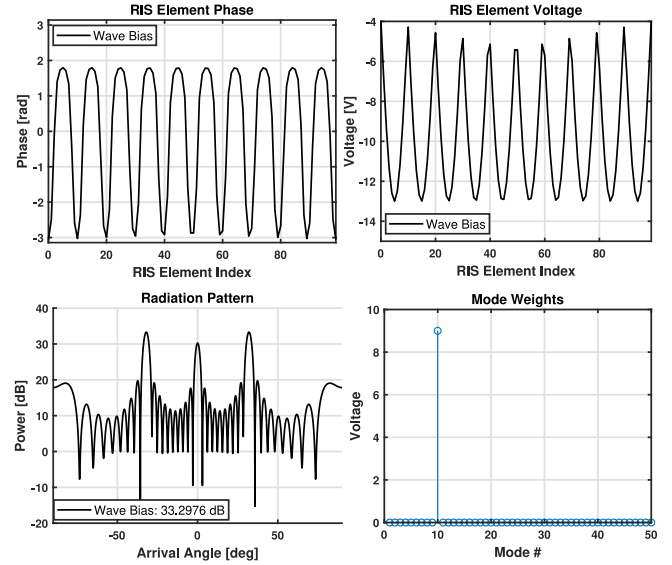 RIS Element Phase
3
2
1
0
-1
-2
-3
Phase [rad]
Wave Bias
0 20 40 60 80
RIS Element Index
RIS Element Voltage
-4
-6
-8
-10
-12
-14
Voltage [V]
Wave Bias
0 20 40 60 80
RIS Element Index
Radiation Pattern
40
30
20
10
0
-10
-20
Power [dB]
Wave Bias: 33.2976 dB
-50 0 50
Arrival Angle [deg]
Mode Weights
10
8
6
4
2
0
Voltage
0 10 20 30 40 50
Mode #